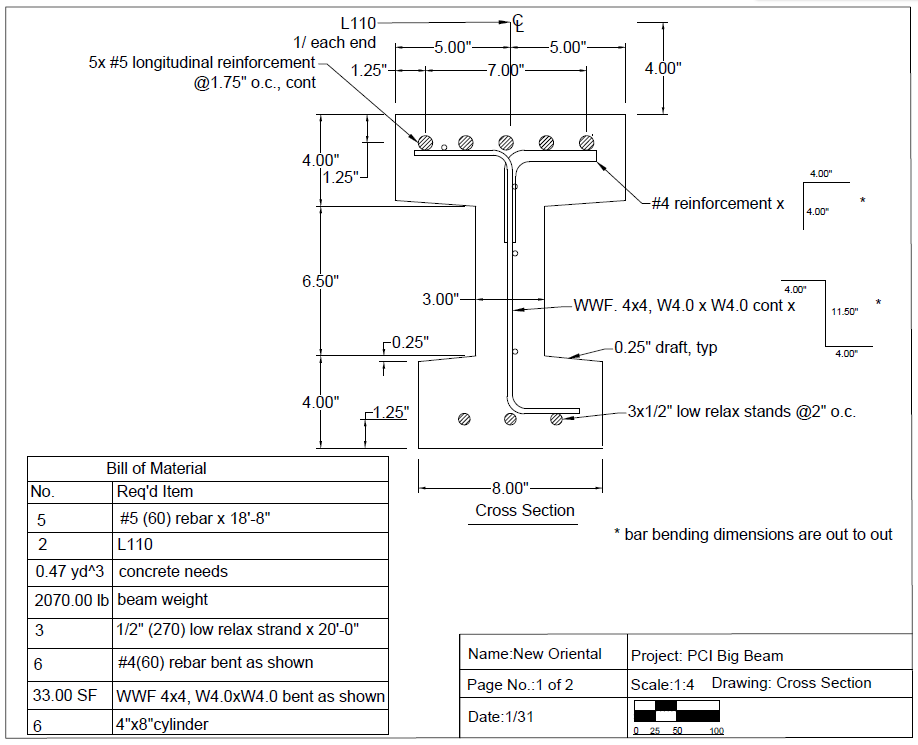 L110
℄
1/ each end
5.00"
5.00"
5x #5 longitudinal reinforcement
@1.75" o.c., cont
1.25"
7.00"
4.00"
4.00"
1.25"
4.00"
4.00"
*
#4 reinforcement x
6.50"
3.00"
WWF. 4x4, W4.0 x W4.0 cont x
4.00"
11.50"
4.00"
*
0.25"
0.25" draft, typ
4.00"
1.25"
3x1/2" low relax stands @2" o.c.
8.00"
Cross Section
* bar bending dimensions are out to out
Bill of Material
No. Req'd Item
5 #5 (60) rebar x 18'-8"
2 L110
0.47 yd^3 concrete needs
2070.00 lb beam weight
3 1/2" (270) low relax strand x 20'-0"
6 #4(60) rebar bent as shown
33.00 SF WWF 4x4, W4.0xW4.0 bent as shown
6 4"x8"cylinder
Name:New Oriental Project: PCI Big Beam
Page No.:1 of 2 Scale:1:4 Drawing: Cross Section
Date:1/31
0 25 50 100